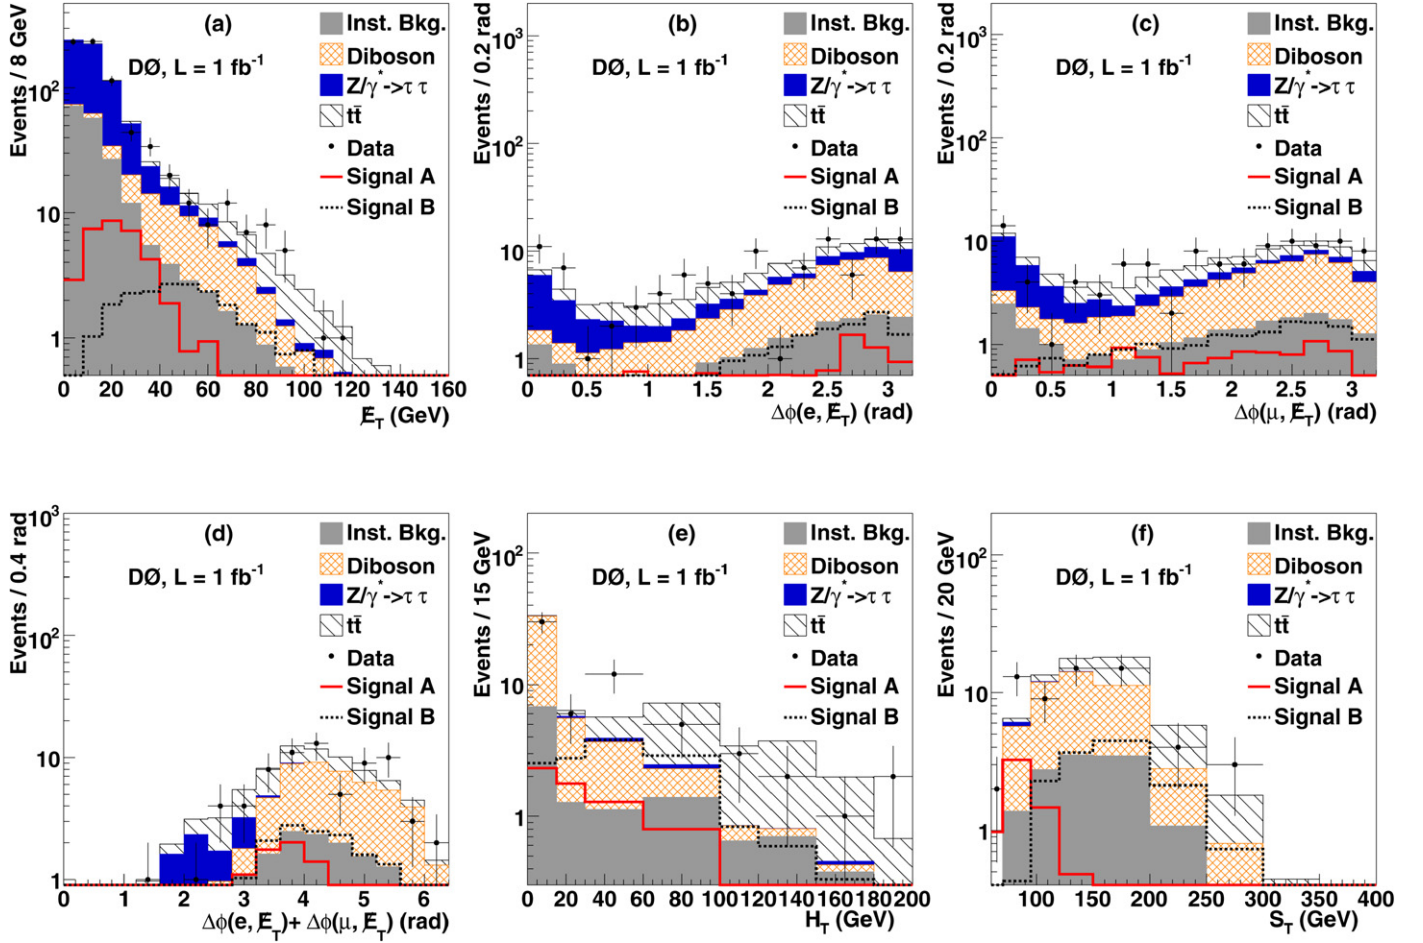 (a)
Inst. Bkg.
Diboson
DØ, L = 1 fb⁻¹
Z/γ*->τ τ
tt̄
Data
Signal A
Signal B
Events / 8 GeV
10²
10
1
0 20 40 60 80 100 120 140 160
E̸_T (GeV)
(b)
Inst. Bkg.
Diboson
DØ, L = 1 fb⁻¹
Z/γ*->τ τ
tt̄
Data
Signal A
Signal B
Events / 0.2 rad
10³
10²
10
1
0 0.5 1 1.5 2 2.5 3
Δϕ(e, E̸_T) (rad)
(c)
Inst. Bkg.
Diboson
DØ, L = 1 fb⁻¹
Z/γ*->τ τ
tt̄
Data
Signal A
Signal B
Events / 0.2 rad
10³
10²
10
1
0 0.5 1 1.5 2 2.5 3
Δϕ(μ, E̸_T) (rad)
(d)
Inst. Bkg.
Diboson
DØ, L = 1 fb⁻¹
Z/γ*->τ τ
tt̄
Data
Signal A
Signal B
Events / 0.4 rad
10³
10²
10
1
0 1 2 3 4 5 6
Δϕ(e, E̸_T)+ Δϕ(μ, E̸_T) (rad)
(e)
Inst. Bkg.
Diboson
DØ, L = 1 fb⁻¹
Z/γ*->τ τ
tt̄
Data
Signal A
Signal B
Events / 15 GeV
10²
10
1
0 20 40 60 80 100 120 140 160 180 200
H_T (GeV)
(f)
Inst. Bkg.
Diboson
DØ, L = 1 fb⁻¹
Z/γ*->τ τ
tt̄
Data
Signal A
Signal B
Events / 20 GeV
10²
10
1
100 150 200 250 300 350 400
S_T (GeV)